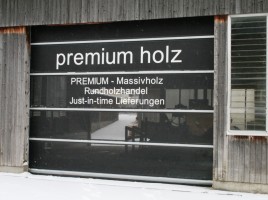 premium holz
PREMIUM - Massivholz
Rundholzhandel
Just-in-time Lieferungen